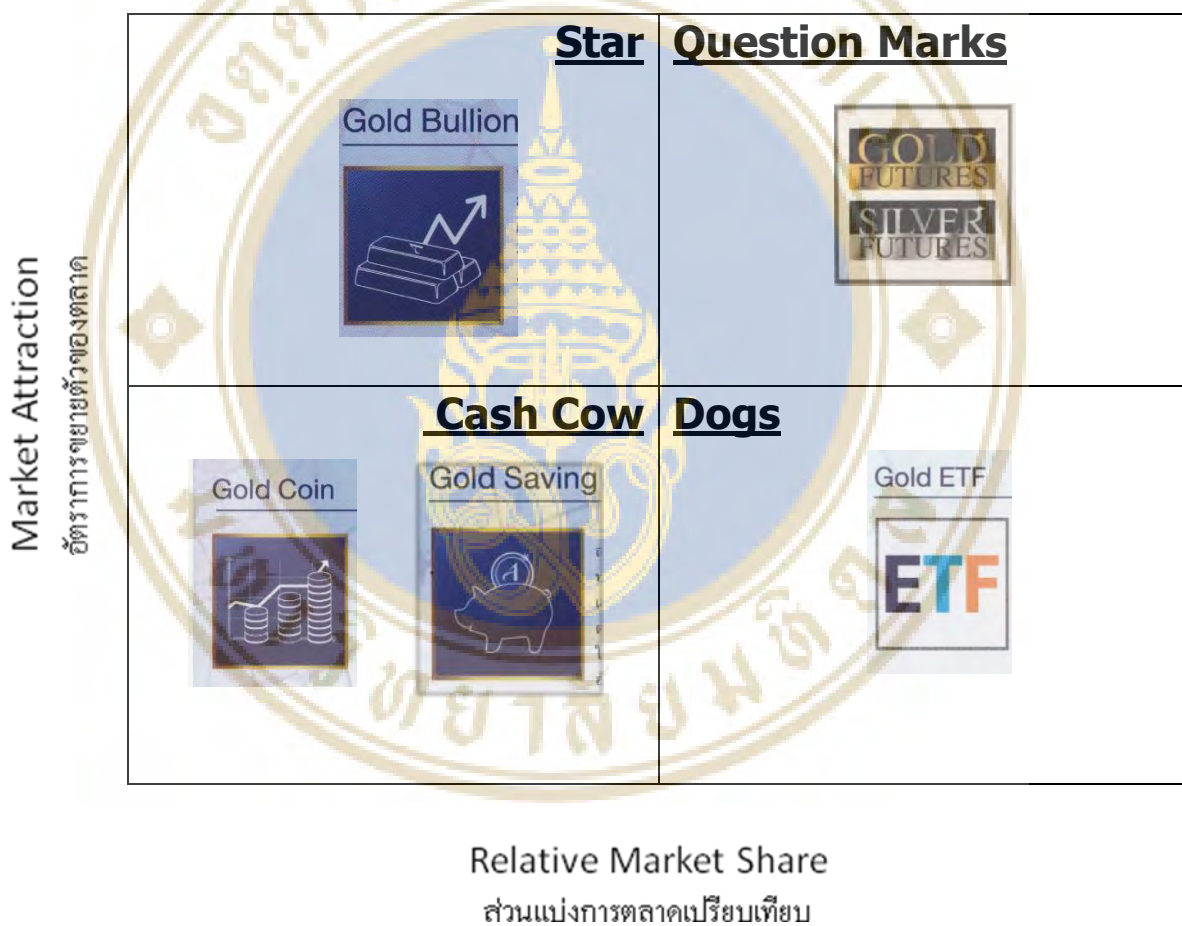 Star
Question Marks
Gold Bullion
GOLD
FUTURES
SILVER
FUTURES
Market Attraction
อัตราการขยายตัวของตลาด
Cash Cow
Dogs
Gold Coin
Gold Saving
Gold ETF
ETF
Relative Market Share
ส่วนแบ่งการตลาดเปรียบเทียบ